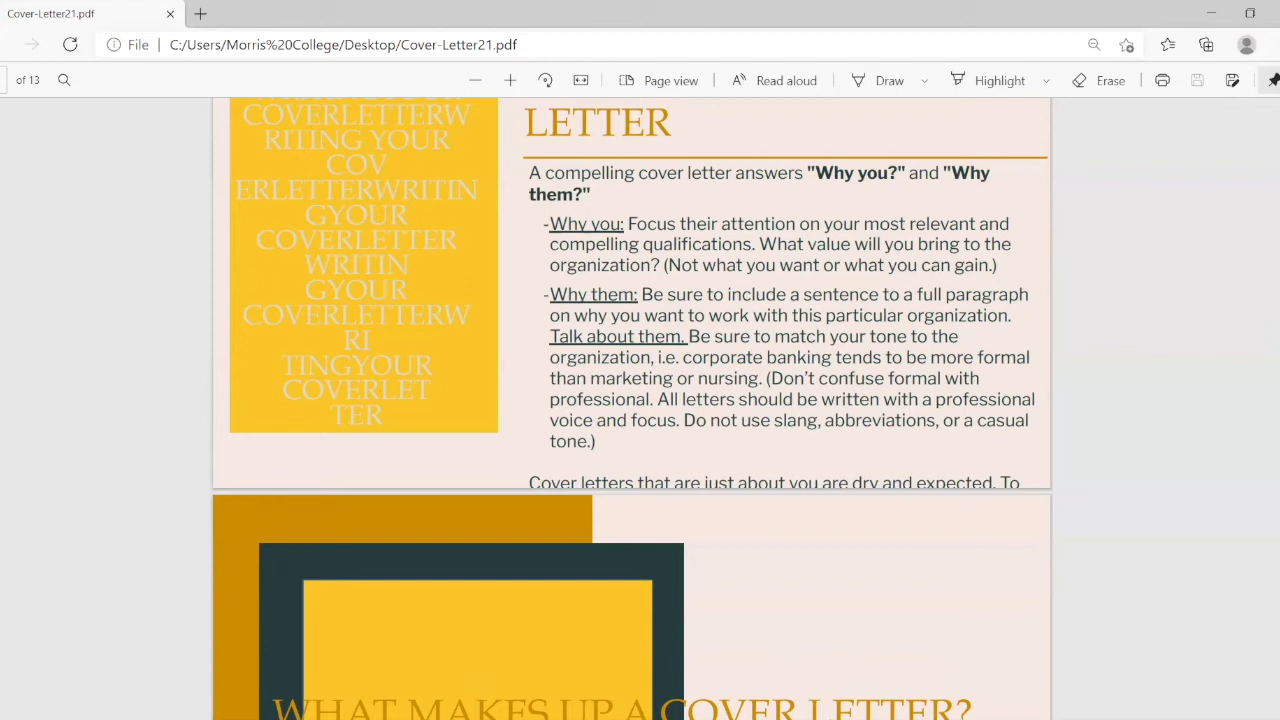 Cover-Letter21.pdf
File | C:/Users/Morris%20College/Desktop/Cover-Letter21.pdf
of 13
Page view
Read aloud
Draw
Highlight
Erase
COVERLETTERW
RITING YOUR
COV
ERLETTERWRITIN
GYOUR
COVERLETTER
WRITIN
GYOUR
COVERLETTERW
RI
TINGYOUR
COVERLET
TER
LETTER
A compelling cover letter answers "Why you?" and "Why
them?"
-Why you: Focus their attention on your most relevant and
compelling qualifications. What value will you bring to the
organization? (Not what you want or what you can gain.)
-Why them: Be sure to include a sentence to a full paragraph
on why you want to work with this particular organization.
Talk about them. Be sure to match your tone to the
organization, i.e. corporate banking tends to be more formal
than marketing or nursing. (Don’t confuse formal with
professional. All letters should be written with a professional
voice and focus. Do not use slang, abbreviations, or a casual
tone.)
Cover letters that are just about you are dry and expected. To
WHAT MAKES UP A COVER LETTER?